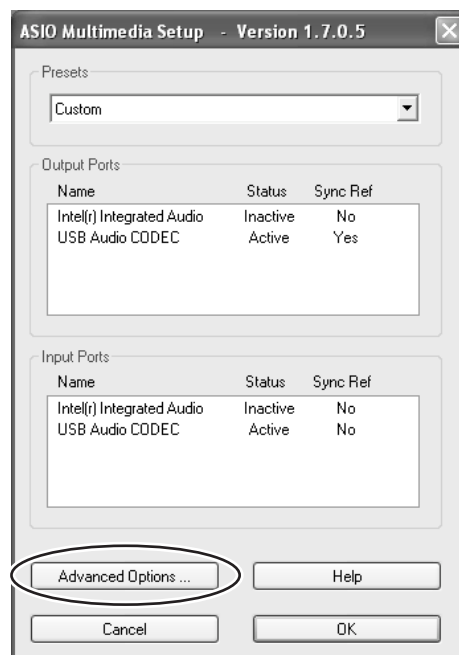 ASIO Multimedia Setup - Version 1.7.0.5
Presets
Custom
Output Ports
Name Status Sync Ref
Intel(r) Integrated Audio Inactive No
USB Audio CODEC Active Yes
Input Ports
Name Status Sync Ref
Intel(r) Integrated Audio Inactive No
USB Audio CODEC Active No
Advanced Options ... Help
Cancel OK